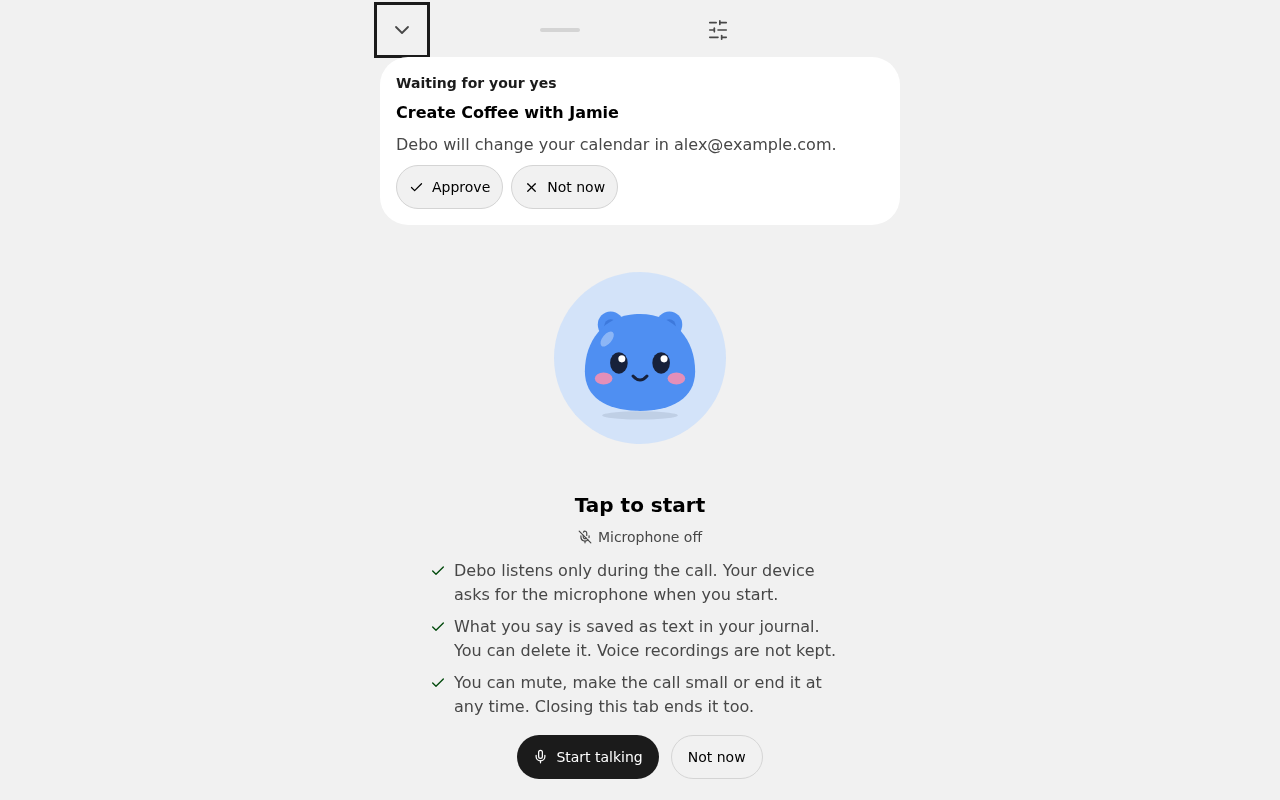 Waiting for your yes
Create Coffee with Jamie
Debo will change your calendar in alex@example.com.
Approve
Not now
Tap to start
Microphone off
Debo listens only during the call. Your device
asks for the microphone when you start.
What you say is saved as text in your journal.
You can delete it. Voice recordings are not kept.
You can mute, make the call small or end it at
any time. Closing this tab ends it too.
Start talking
Not now